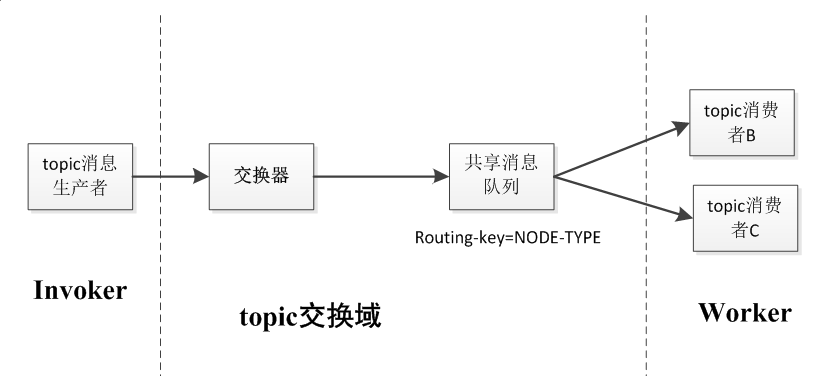 topic消息
生产者
交换器
共享消息
队列
Routing-key=NODE-TYPE
topic消费
者B
topic消费
者C
Invoker
topic交换域
Worker